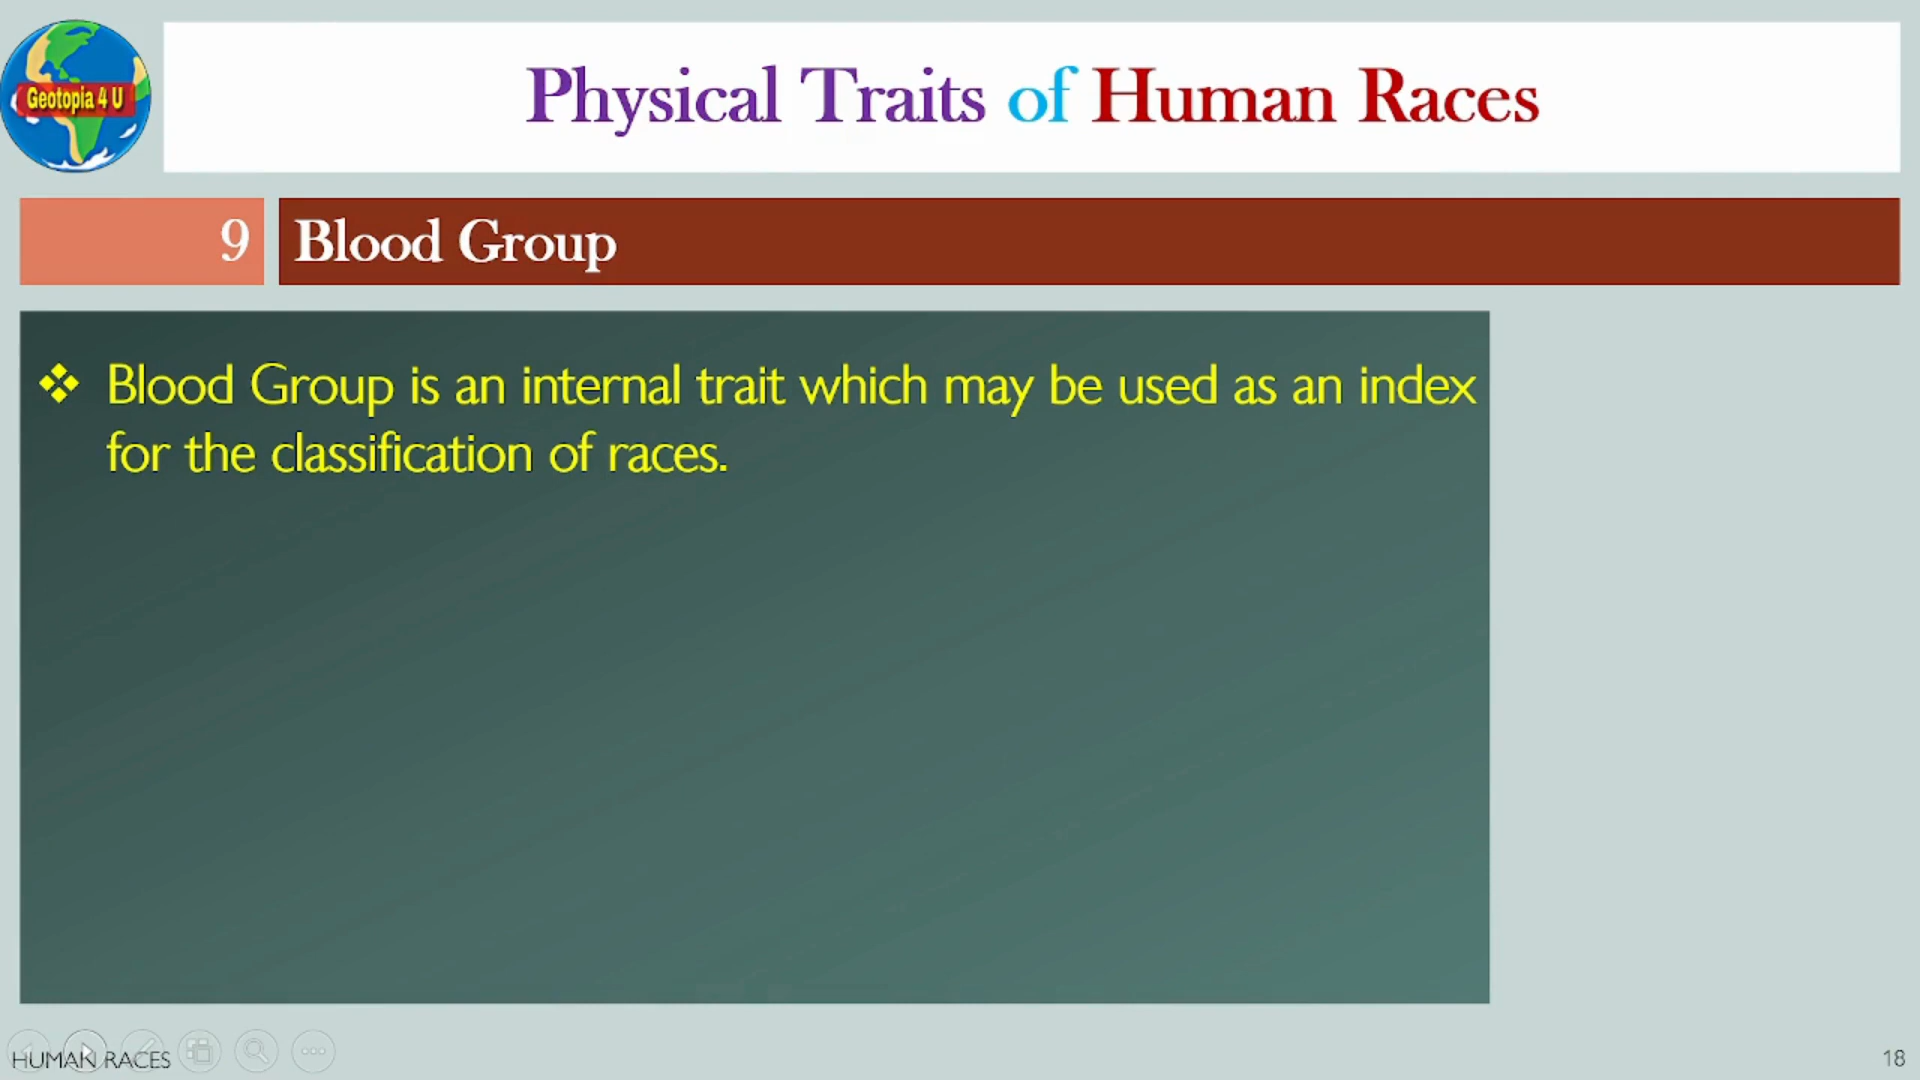 Geotopia 4 U
Physical Traits of Human Races
9
Blood Group
❖ Blood Group is an internal trait which may be used as an index
for the classification of races.
HUMAN RACES
18